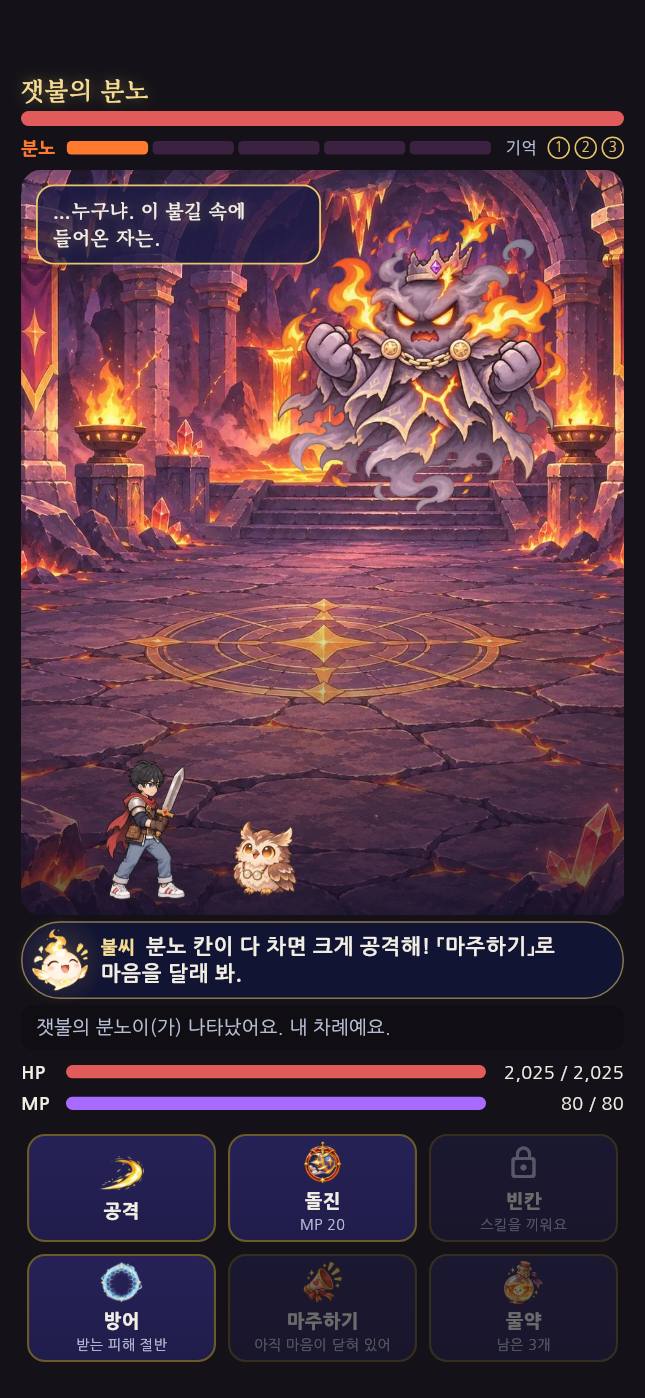 잿불의 분노
분노 기억 1 2 3
...누구냐. 이 불길 속에
들어온 자는.
불씨 분노 칸이 다 차면 크게 공격해! 「마주하기」로
마음을 달래 봐.
잿불의 분노이(가) 나타났어요. 내 차례예요.
HP 2,025 / 2,025
MP 80 / 80
공격
돌진
MP 20
빈칸
스킬을 끼워요
방어
받는 피해 절반
마주하기
아직 마음이 닫혀 있어
물약
남은 3개